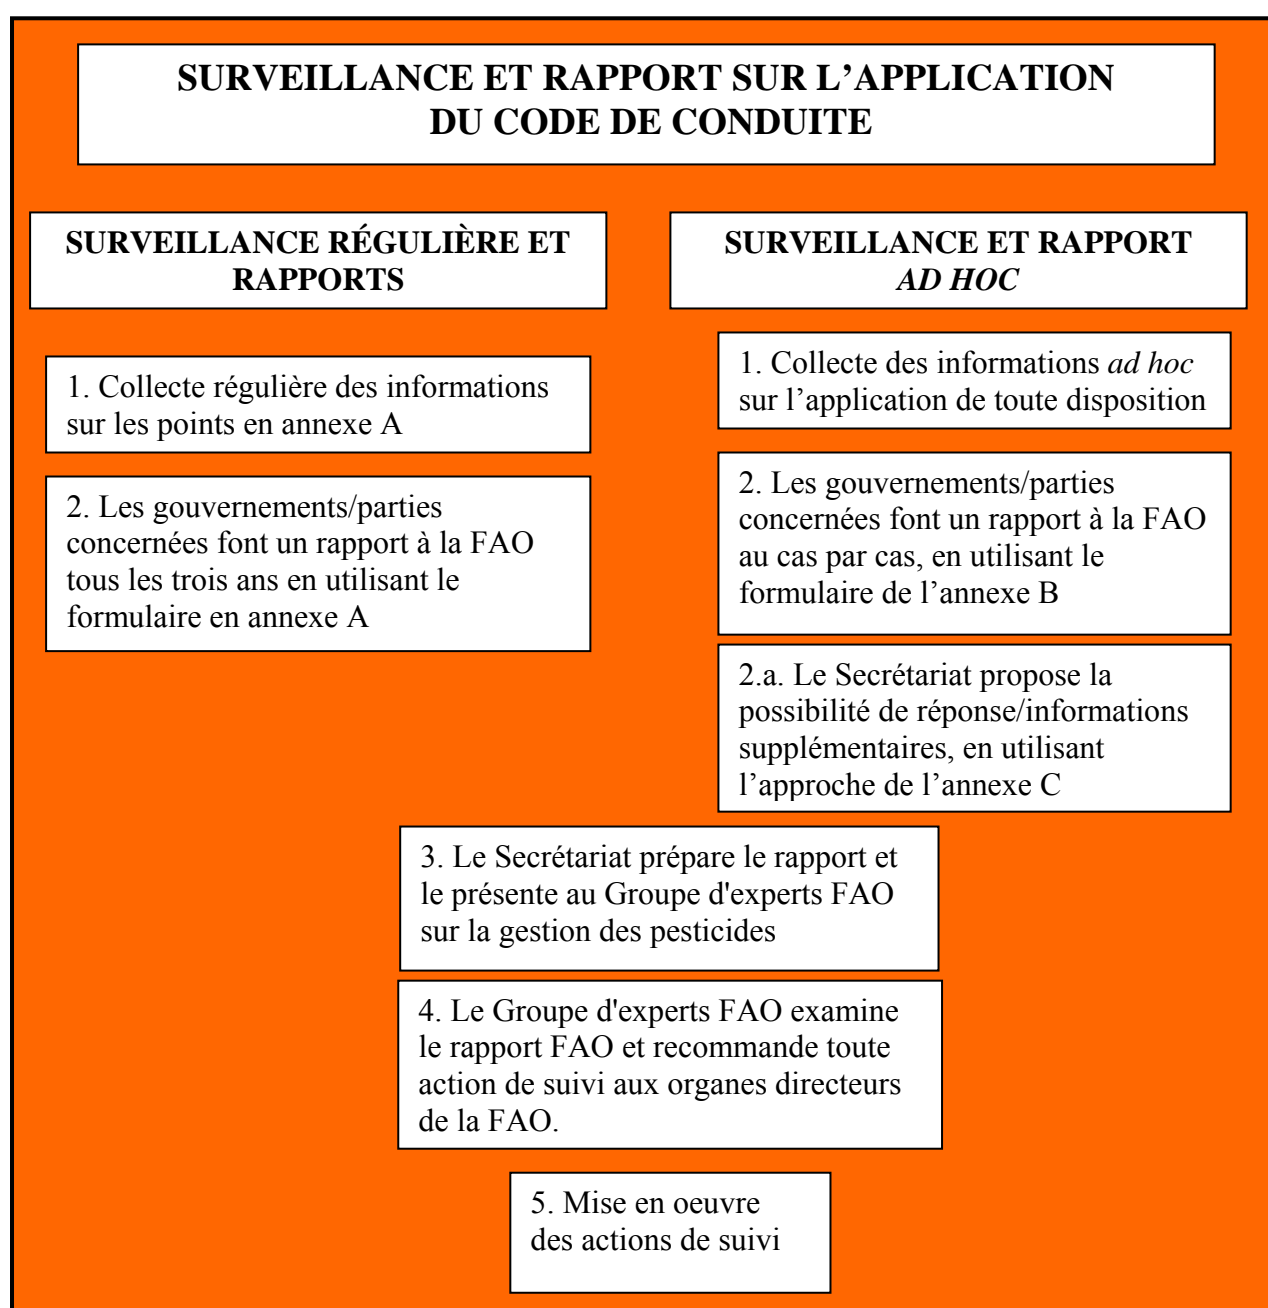 SURVEILLANCE ET RAPPORT SUR L’APPLICATION
DU CODE DE CONDUITE
SURVEILLANCE RÉGULIÈRE ET
RAPPORTS
1. Collecte régulière des informations
sur les points en annexe A
2. Les gouvernements/parties
concernées font un rapport à la FAO
tous les trois ans en utilisant le
formulaire en annexe A
SURVEILLANCE ET RAPPORT
AD HOC
1. Collecte des informations ad hoc
sur l’application de toute disposition
2. Les gouvernements/parties
concernées font un rapport à la FAO
au cas par cas, en utilisant le
formulaire de l’annexe B
2.a. Le Secrétariat propose la
possibilité de réponse/informations
supplémentaires, en utilisant
l’approche de l’annexe C
3. Le Secrétariat prépare le rapport et
le présente au Groupe d'experts FAO
sur la gestion des pesticides
4. Le Groupe d'experts FAO examine
le rapport FAO et recommande toute
action de suivi aux organes directeurs
de la FAO.
5. Mise en oeuvre
des actions de suivi